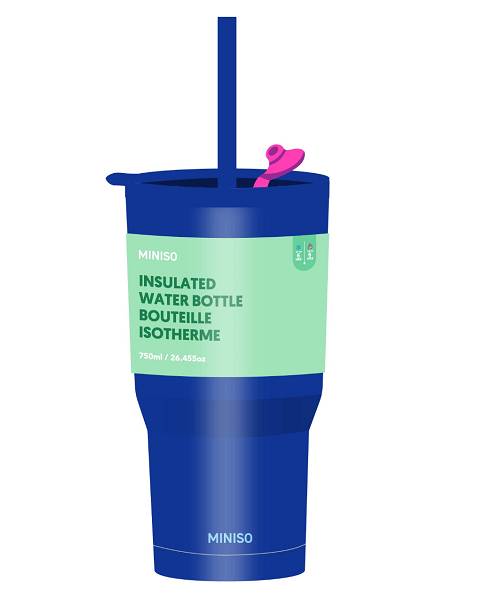 MINISO
INSULATED
WATER BOTTLE
BOUTEILLE
ISOTHERME
750ml / 26.455oz
MINISO